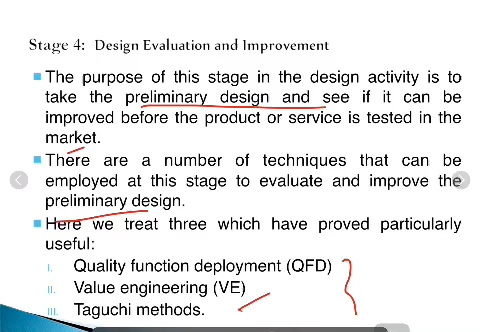 Stage 4: Design Evaluation and Improvement
The purpose of this stage in the design activity is to
take the preliminary design and see if it can be
improved before the product or service is tested in the
market.
There are a number of techniques that can be
employed at this stage to evaluate and improve the
preliminary design.
Here we treat three which have proved particularly
useful:
I. Quality function deployment (QFD)
II. Value engineering (VE)
III. Taguchi methods.